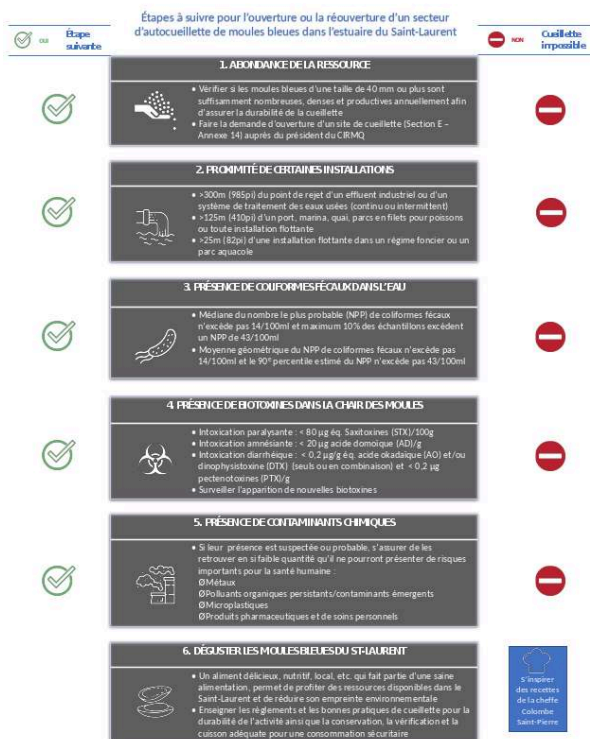 Étapes à suivre pour l'ouverture ou la réouverture d'un secteur
d'autocueillette de moules bleues dans l'estuaire du Saint-Laurent
OUI
Étape
suivante
NON
Cueillette
impossible
1. ABONDANCE DE LA RESSOURCE
• Vérifier si les moules bleues d'une taille de 40 mm ou plus sont
suffisamment nombreuses, denses et productives annuellement afin
d'assurer la durabilité de la cueillette
• Faire la demande d'ouverture d'un site de cueillette (Section E –
Annexe 14) auprès du président du CIRMQ
2. PROXIMITÉ DE CERTAINES INSTALLATIONS
• >300m (985pi) du point de rejet d'un effluent industriel ou d'un
système de traitement des eaux usées (continu ou intermittent)
• >125m (410pi) d'un port, marina, quai, parcs en filets pour poissons
ou toute installation flottante
• >25m (82pi) d'une installation flottante dans un régime foncier ou un
parc aquacole
3. PRÉSENCE DE COLIFORMES FÉCAUX DANS L'EAU
• Médiane du nombre le plus probable (NPP) de coliformes fécaux
n'excède pas 14/100ml et maximum 10% des échantillons excèdent
un NPP de 43/100ml
• Moyenne géométrique du NPP de coliformes fécaux n'excède pas
14/100ml et le 90e percentile estimé du NPP n'excède pas 43/100ml
4. PRÉSENCE DE BIOTOXINES DANS LA CHAIR DES MOULES
• Intoxication paralysante : < 80 µg éq. Saxitoxines (STX)/100g
• Intoxication amnésiante : < 20 µg acide domoïque (AD)/g
• Intoxication diarrhéique : < 0,2 µg/g éq. acide okadaïque (AO) et/ou
dinophysistoxine (DTX) (seuls ou en combinaison) et < 0,2 µg
pectenotoxines (PTX)/g
• Surveiller l'apparition de nouvelles biotoxines
5. PRÉSENCE DE CONTAMINANTS CHIMIQUES
• Si leur présence est suspectée ou probable, s'assurer de les
retrouver en si faible quantité qu'il ne pourront présenter de risques
importants pour la santé humaine :
ØMétaux
ØPolluants organiques persistants/contaminants émergents
ØMicroplastiques
ØProduits pharmaceutiques et de soins personnels
6. DÉGUSTER LES MOULES BLEUES DU ST-LAURENT
• Un aliment délicieux, nutritif, local, etc. qui fait partie d'une saine
alimentation, permet de profiter des ressources disponibles dans le
Saint-Laurent et de réduire son empreinte environnementale
• Enseigner les règlements et les bonnes pratiques de cueillette pour la
durabilité de l'activité ainsi que la conservation, la vérification et la
cuisson adéquate pour une consommation sécuritaire
S'inspirer
des recettes
de la cheffe
Colombe
Saint-Pierre